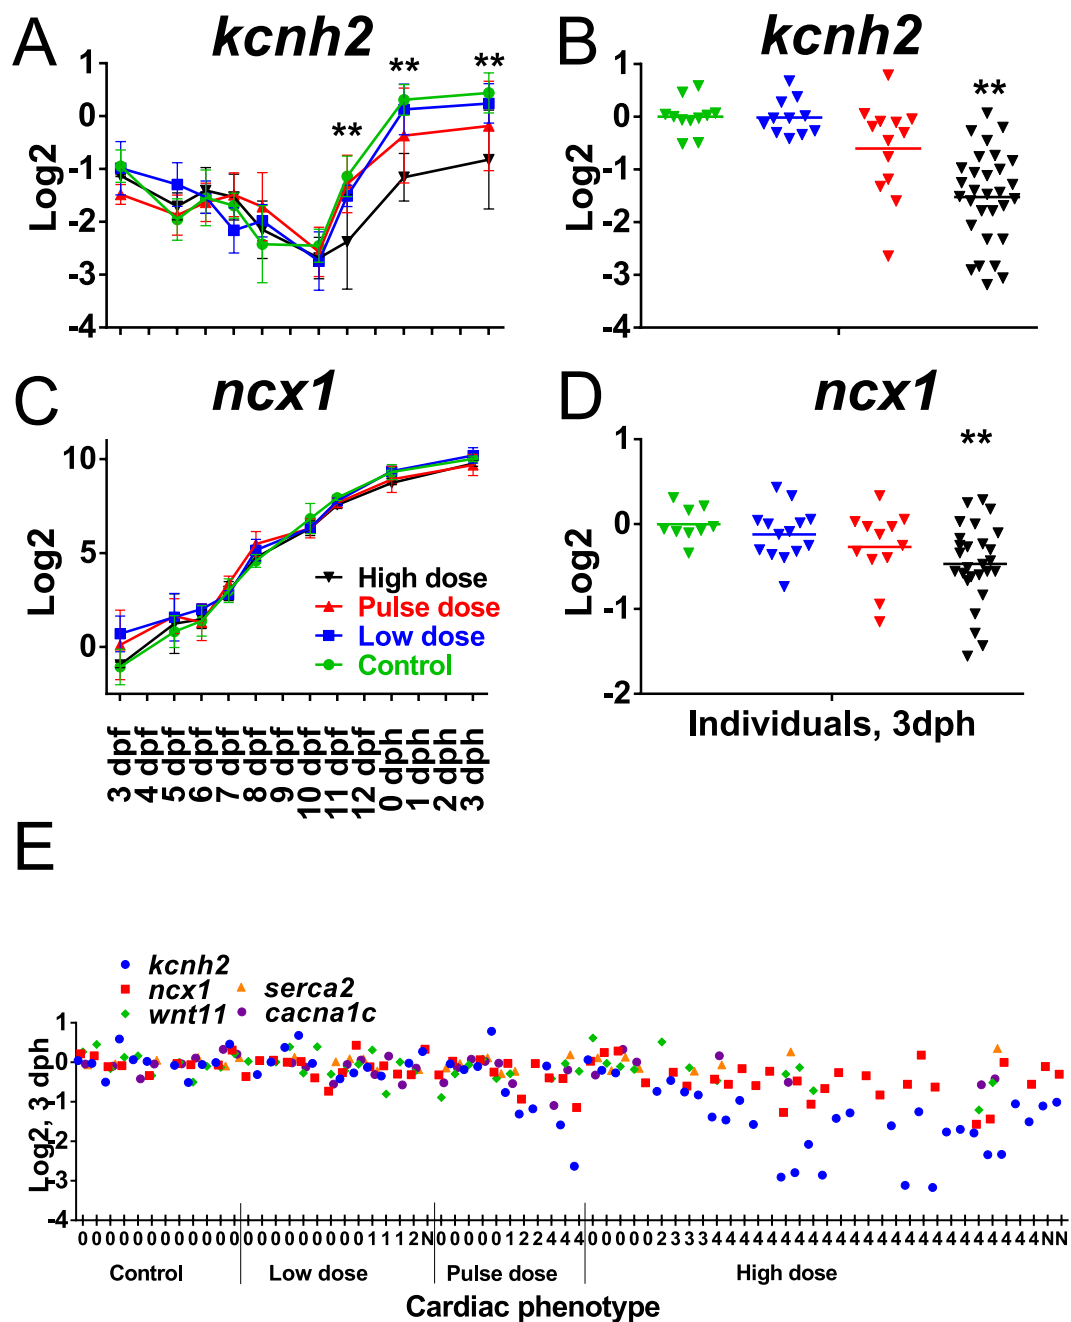 A kcnh2
B kcnh2
1
0
-1
-2
-3
-4
Log2
** ** **
1
0
-1
-2
-3
-4
Log2
**
C ncx1
D ncx1
10
5
0
Log2
High dose
Pulse dose
Low dose
Control
3 dpf
4 dpf
5 dpf
6 dpf
7 dpf
8 dpf
9 dpf
10 dpf
11 dpf
12 dpf
0 dph
1 dph
2 dph
3 dph
1
0
-1
-2
Log2
**
Individuals, 3dph
E
kcnh2
ncx1 serca2
wnt11 cacna1c
1
0
-1
-2
-3
-4
Log2, 3 dph
Control Low dose Pulse dose High dose
Cardiac phenotype